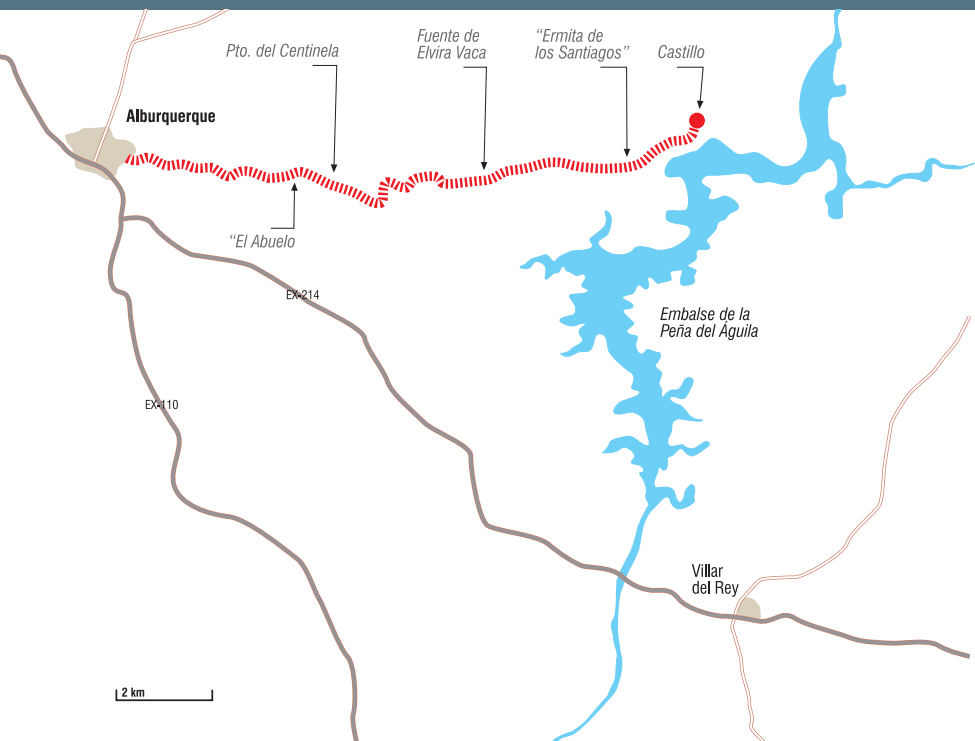 Pto. del Centinela
Fuente de
Elvira Vaca
“Ermita de
los Santiagos”
Castillo
Alburquerque
“El Abuelo
EX-214
Embalse de la
Peña del Águila
EX-110
Villar
del Rey
2 km